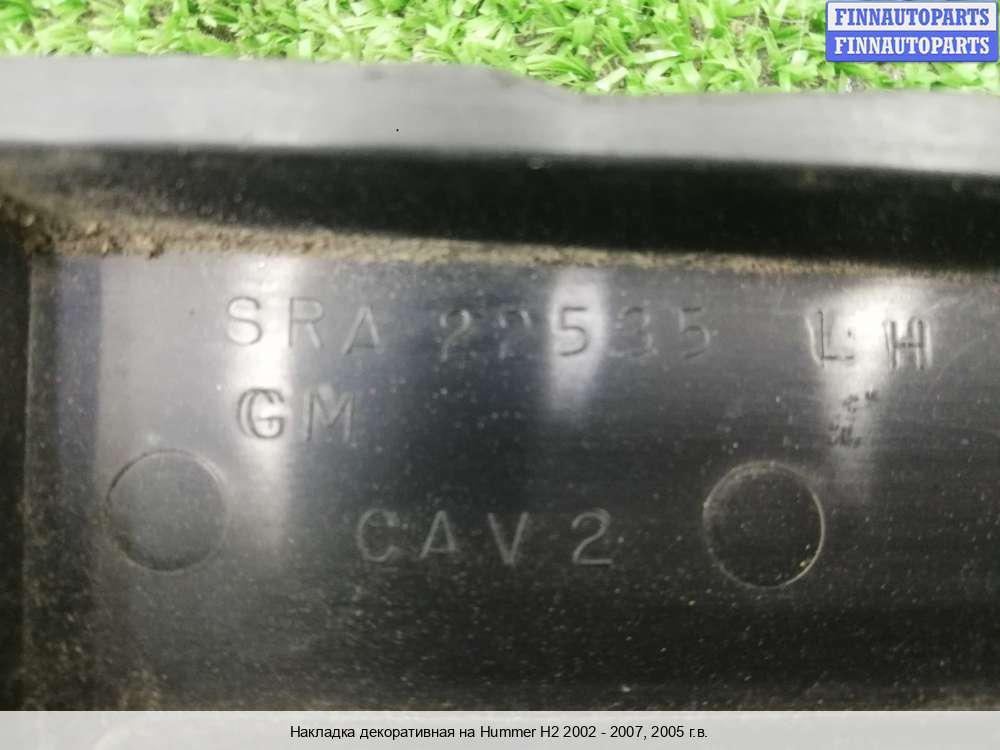 FINNAUTOPARTS
FINNAUTOPARTS
SRA 22535 LH
GM
CAV 2
Накладка декоративная на Hummer H2 2002 - 2007, 2005 г.в.